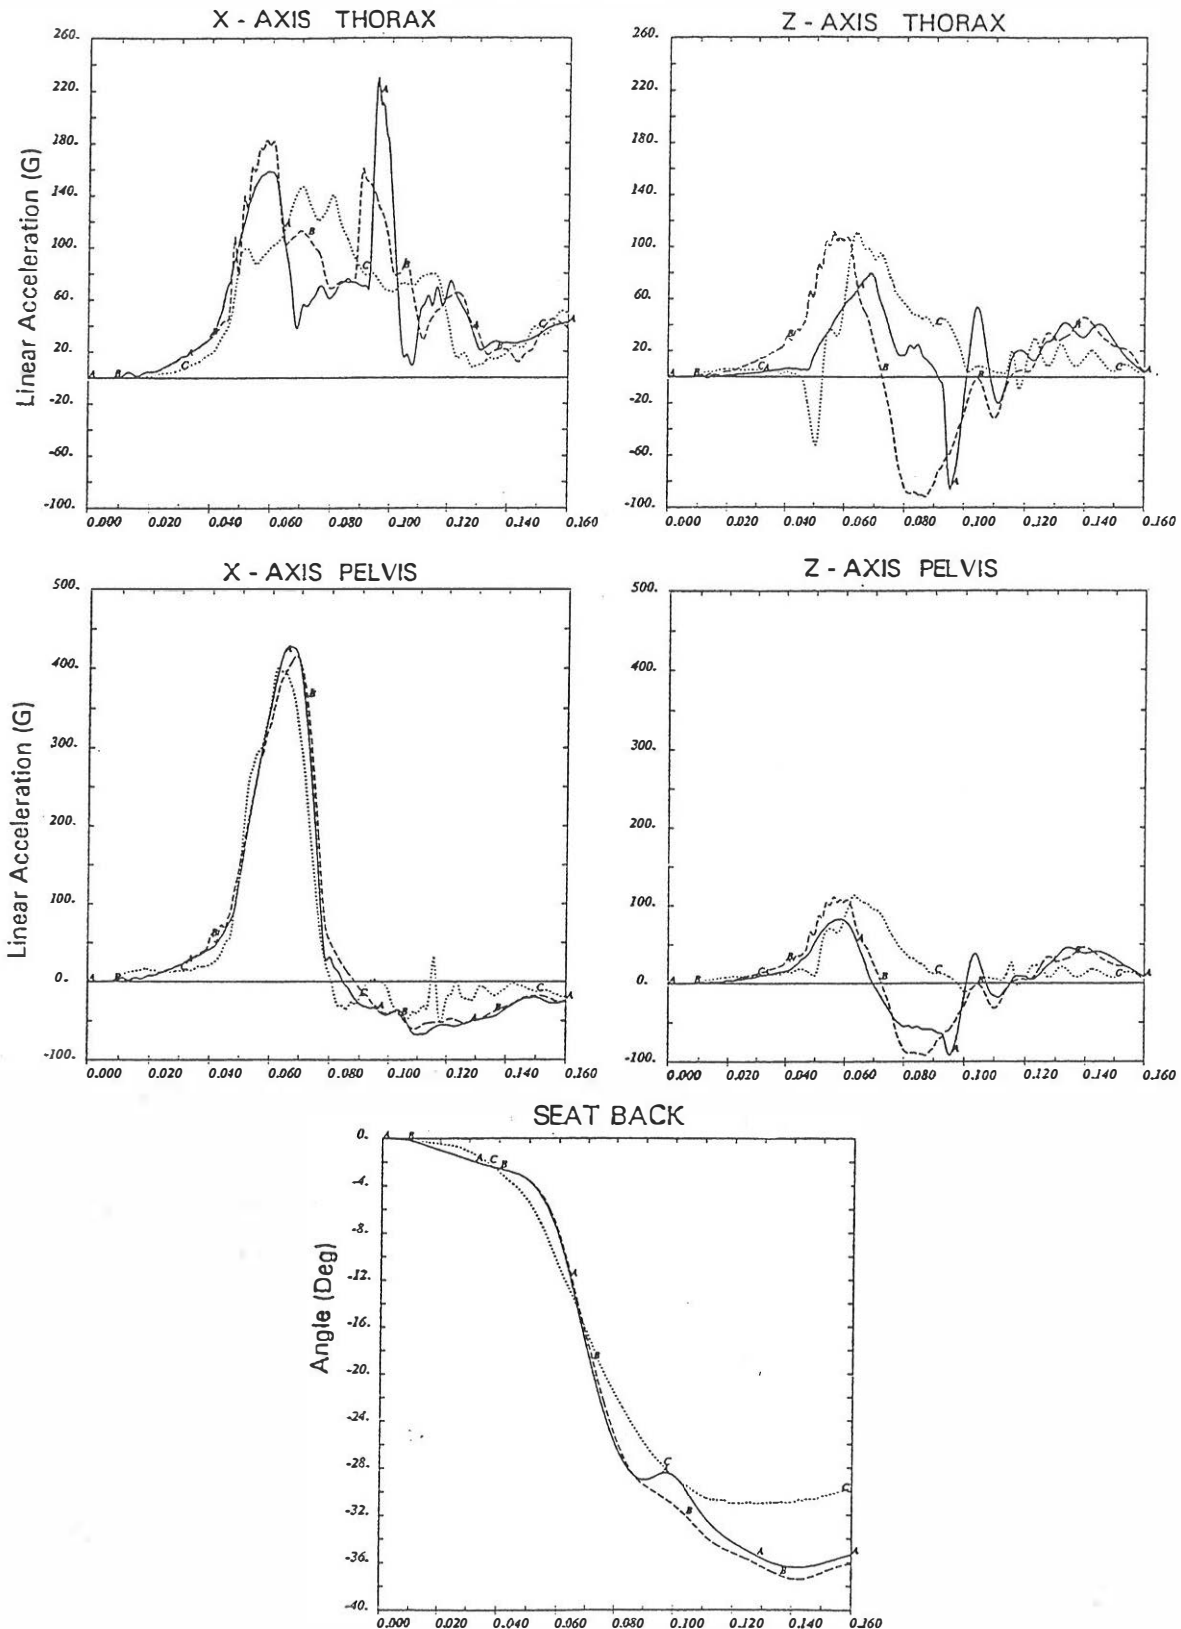 X - AXIS THORAX
Z - AXIS THORAX
Linear Acceleration (G)
260.
220.
180.
140.
100.
60.
20.
-20.
-60.
-100.
0.000 0.020 0.040 0.060 0.080 0.100 0.120 0.140 0.160
A B C
260.
220.
180.
140.
100.
60.
20.
-20.
-60.
-100.
0.000 0.020 0.040 0.060 0.080 0.100 0.120 0.140 0.160
A B C
X - AXIS PELVIS
Z - AXIS PELVIS
Linear Acceleration (G)
500.
400.
300.
200.
100.
0.
-100.
0.000 0.020 0.040 0.060 0.080 0.100 0.120 0.140 0.160
A B C
500.
400.
300.
200.
100.
0.
-100.
0.000 0.020 0.040 0.060 0.080 0.100 0.120 0.140 0.160
A B C
SEAT BACK
Angle (Deg)
0.
-4.
-8.
-12.
-16.
-20.
-24.
-28.
-32.
-36.
-40.
0.000 0.020 0.040 0.060 0.080 0.100 0.120 0.140 0.160
A B C